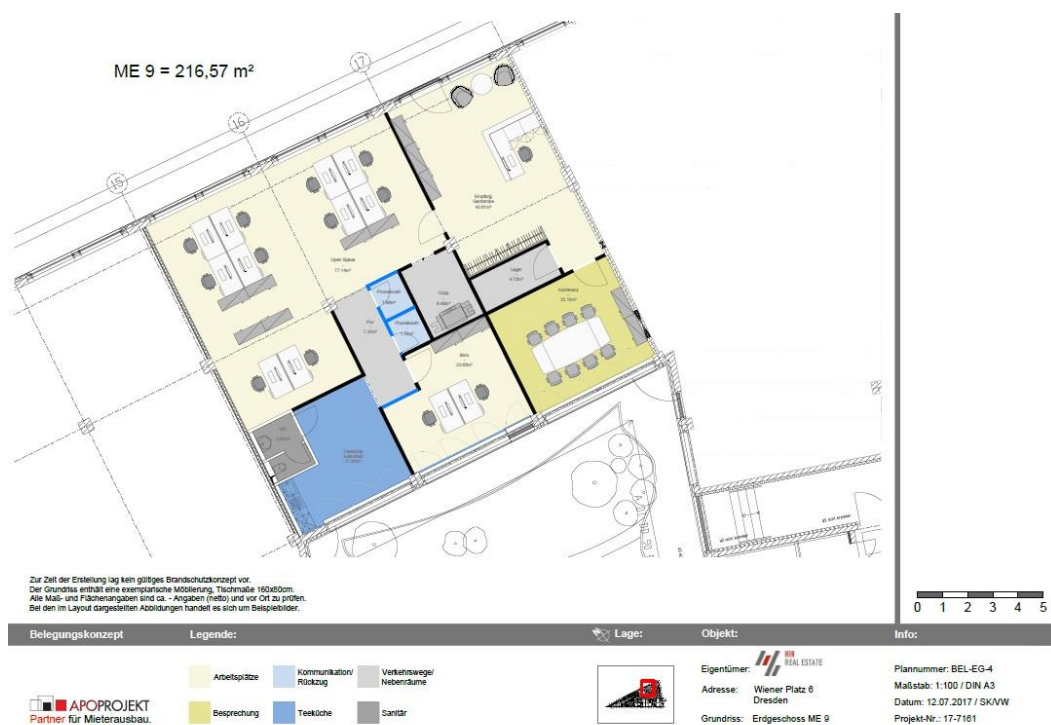 ME 9 = 216,57 m²
17
16
15
Empfang
Open Space
77,14m²
Lager
4,73m²
Konferenz
Phonebooth
Phonebooth
Flur
Büro
WC
Teeküche
Zur Zeit der Erstellung lag kein gültiges Brandschutzkonzept vor.
Der Grundriss enthält eine exemplarische Möblierung, Tischmaße 160x80cm.
Alle Maß- und Flächenangaben sind ca. - Angaben (netto) und vor Ort zu prüfen.
Bei den im Layout dargestellten Abbildungen handelt es sich um Beispielbilder.
0 1 2 3 4 5
Belegungskonzept
Legende:
Lage:
Objekt:
Info:
APOPROJEKT
Partner für Mieterausbau.
Arbeitsplätze
Kommunikation/
Rückzug
Verkehrswege/
Nebenräume
Besprechung
Teeküche
Sanitär
Eigentümer:
REAL ESTATE
Adresse: Wiener Platz 6
Dresden
Grundriss: Erdgeschoss ME 9
Plannummer: BEL-EG-4
Maßstab: 1:100 / DIN A3
Datum: 12.07.2017 / SK/VW
Projekt-Nr.: 17-7161